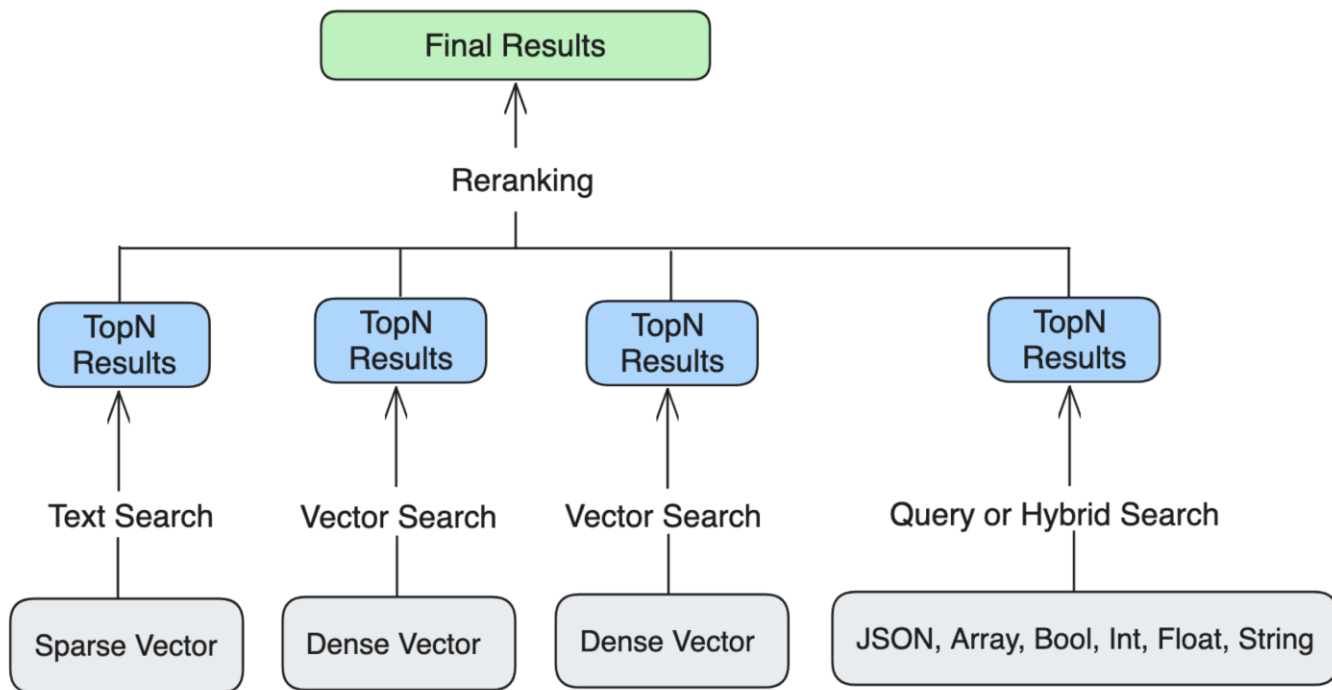 Final Results
Reranking
TopN
Results
TopN
Results
TopN
Results
TopN
Results
Text Search
Vector Search
Vector Search
Query or Hybrid Search
Sparse Vector
Dense Vector
Dense Vector
JSON, Array, Bool, Int, Float, String